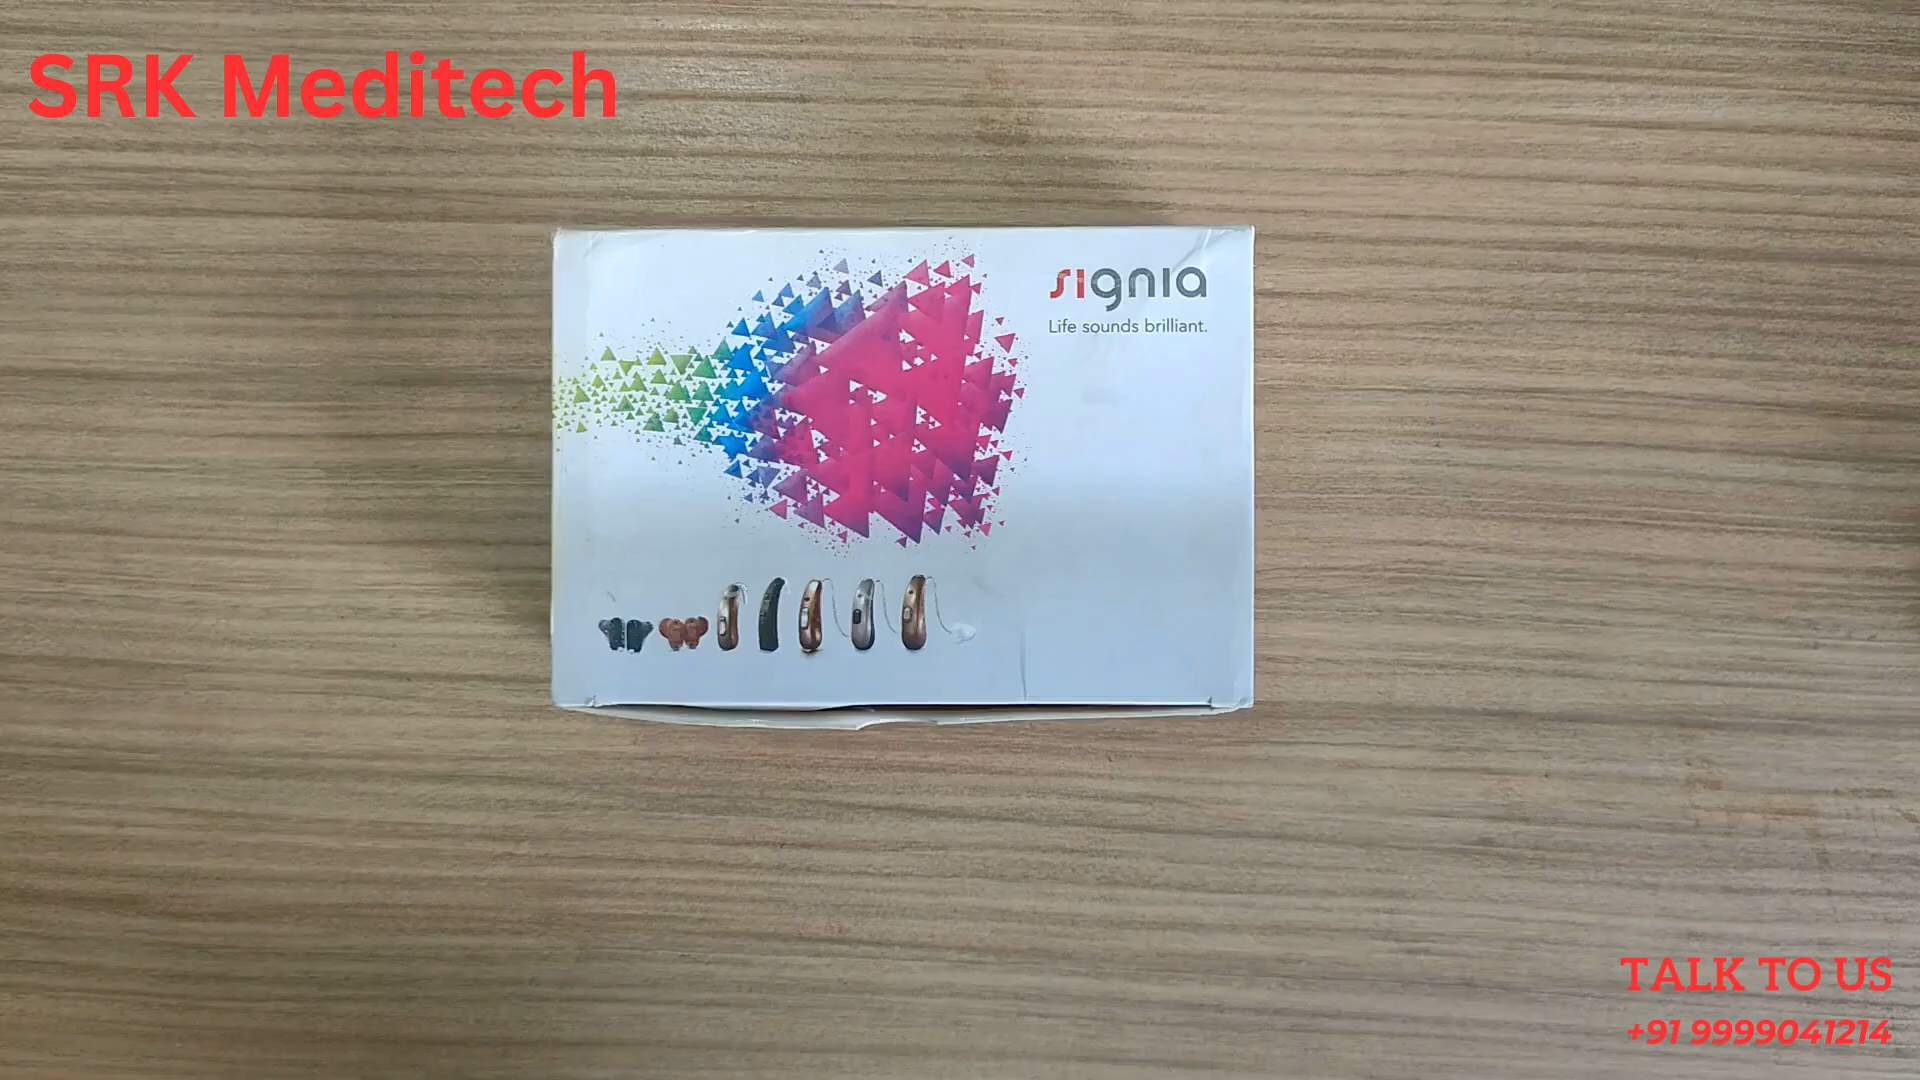 SRK Meditech
signia
Life sounds brilliant.
TALK TO US
+91 9999041214